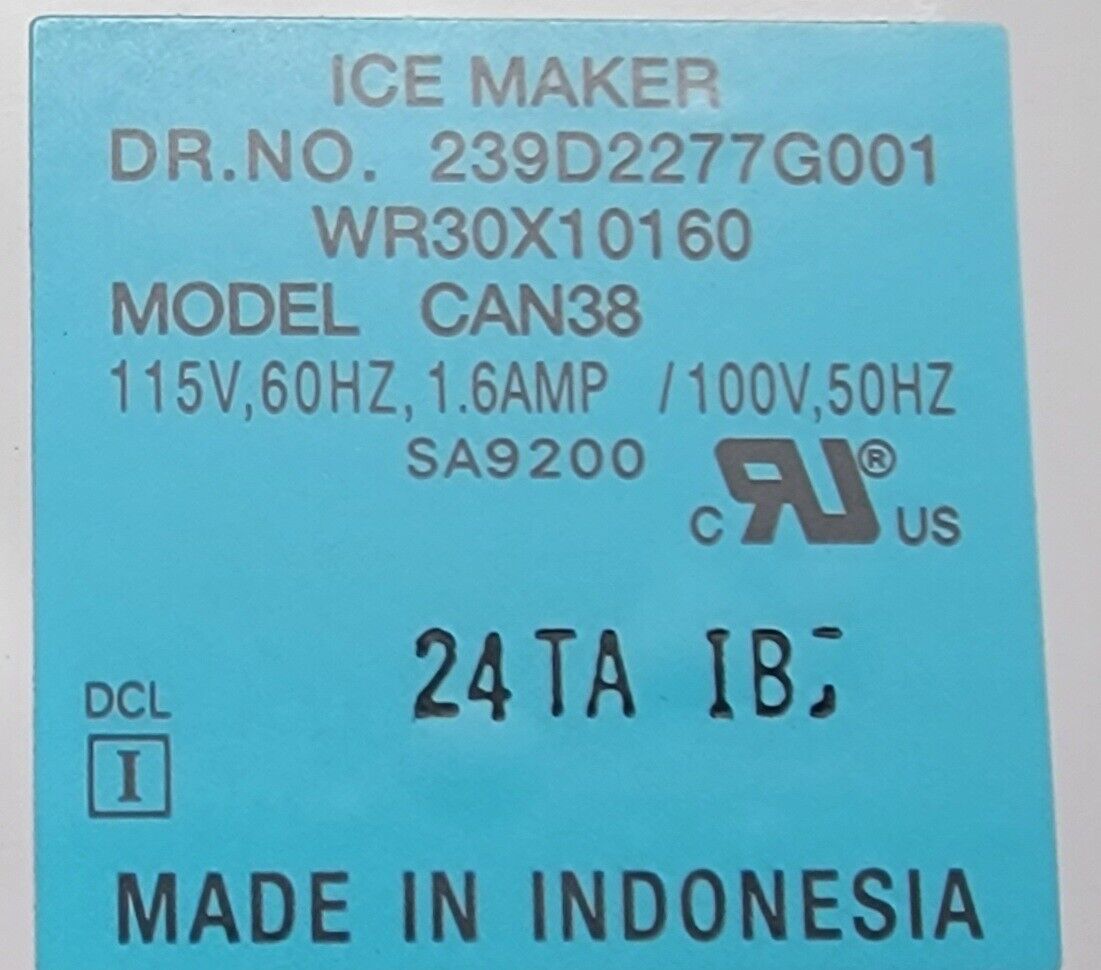 ICE MAKER
DR.NO. 239D2277G001
WR30X10160
MODEL CAN38
115V,60HZ,1.6AMP /100V,50HZ
SA9200
C RU® US
24TA
DCL
I
MADE IN INDONESIA